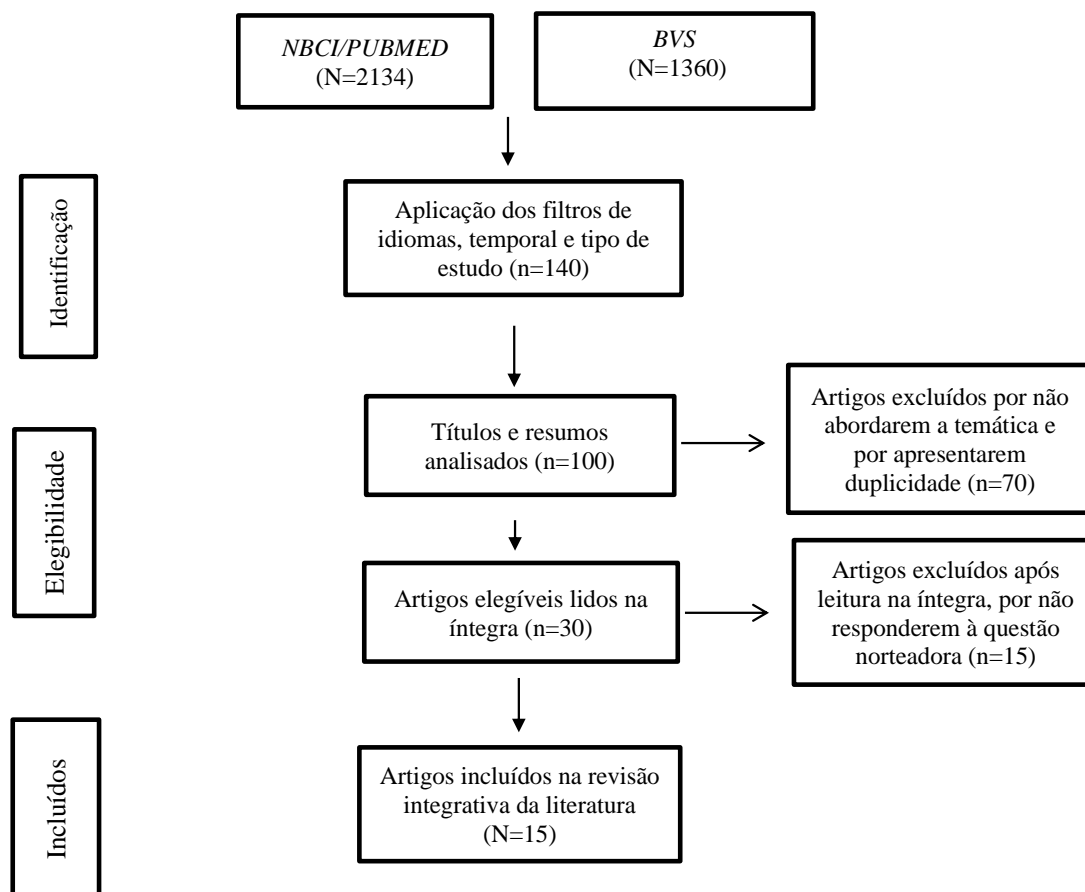 NBCI/PUBMED
(N=2134)
BVS
(N=1360)
Identificação
Aplicação dos filtros de
idiomas, temporal e tipo de
estudo (n=140)
Elegibilidade
Títulos e resumos
analisados (n=100)
Artigos excluídos por não
abordarem a temática e
por apresentarem
duplicidade (n=70)
Artigos elegíveis lidos na
íntegra (n=30)
Artigos excluídos após
leitura na íntegra, por não
responderem à questão
norteadora (n=15)
Incluídos
Artigos incluídos na revisão
integrativa da literatura
(N=15)